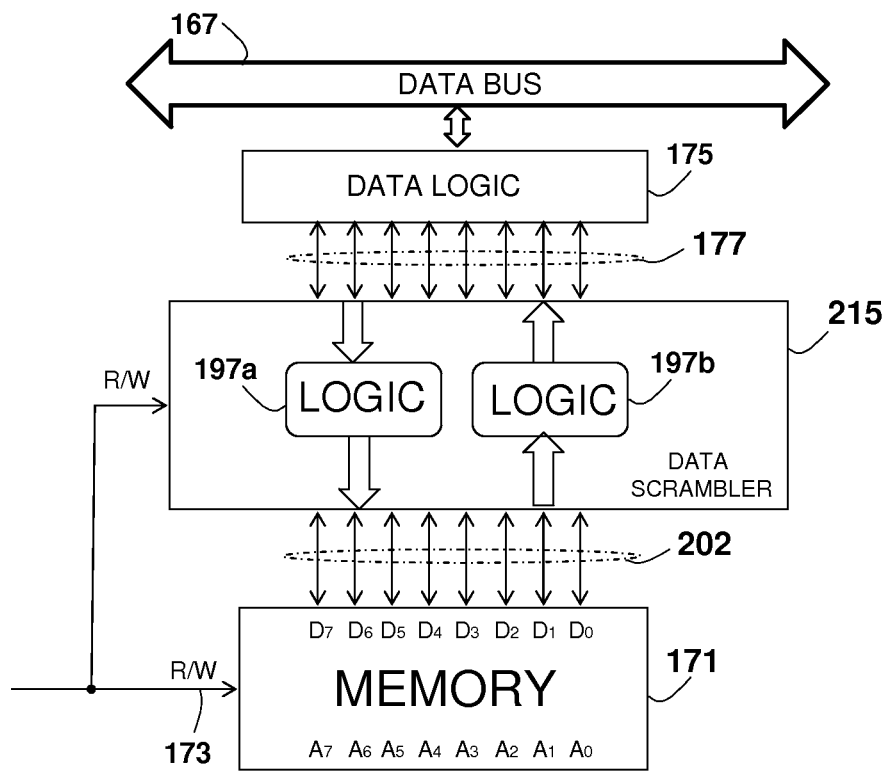 167
DATA BUS
175
DATA LOGIC
177
215
197a
197b
R/W
LOGIC
LOGIC
DATA
SCRAMBLER
202
D7 D6 D5 D4 D3 D2 D1 D0
R/W
MEMORY
171
173
A7 A6 A5 A4 A3 A2 A1 A0